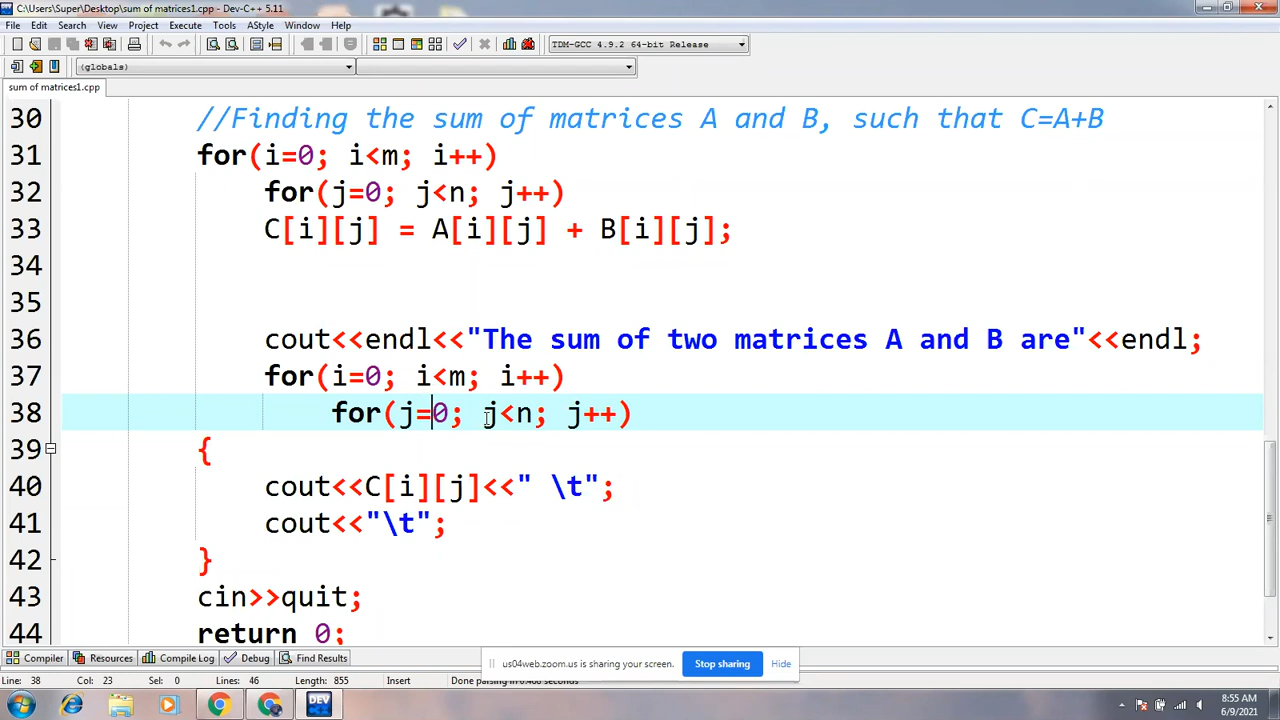 C:\Users\Super\Desktop\sum of matrices1.cpp - Dev-C++ 5.11
File Edit Search View Project Execute Tools AStyle Window Help
TDM-GCC 4.9.2 64-bit Release
(globals)
sum of matrices1.cpp
30 //Finding the sum of matrices A and B, such that C=A+B
31 for(i=0; i<m; i++)
32 for(j=0; j<n; j++)
33 C[i][j] = A[i][j] + B[i][j];
34
35
36 cout<<endl<<"The sum of two matrices A and B are"<<endl;
37 for(i=0; i<m; i++)
38 for(j=0; j<n; j++)
39 {
40 cout<<C[i][j]<<" \t";
41 cout<<"\t";
42 }
43 cin>>quit;
44 return 0;
Compiler Resources Compile Log Debug Find Results
us04web.zoom.us is sharing your screen. Stop sharing Hide
Line: 38 Col: 23 Sel: 0 Lines: 46 Length: 855 Insert Done parsing in seconds
DEV
8:55 AM
6/9/2021